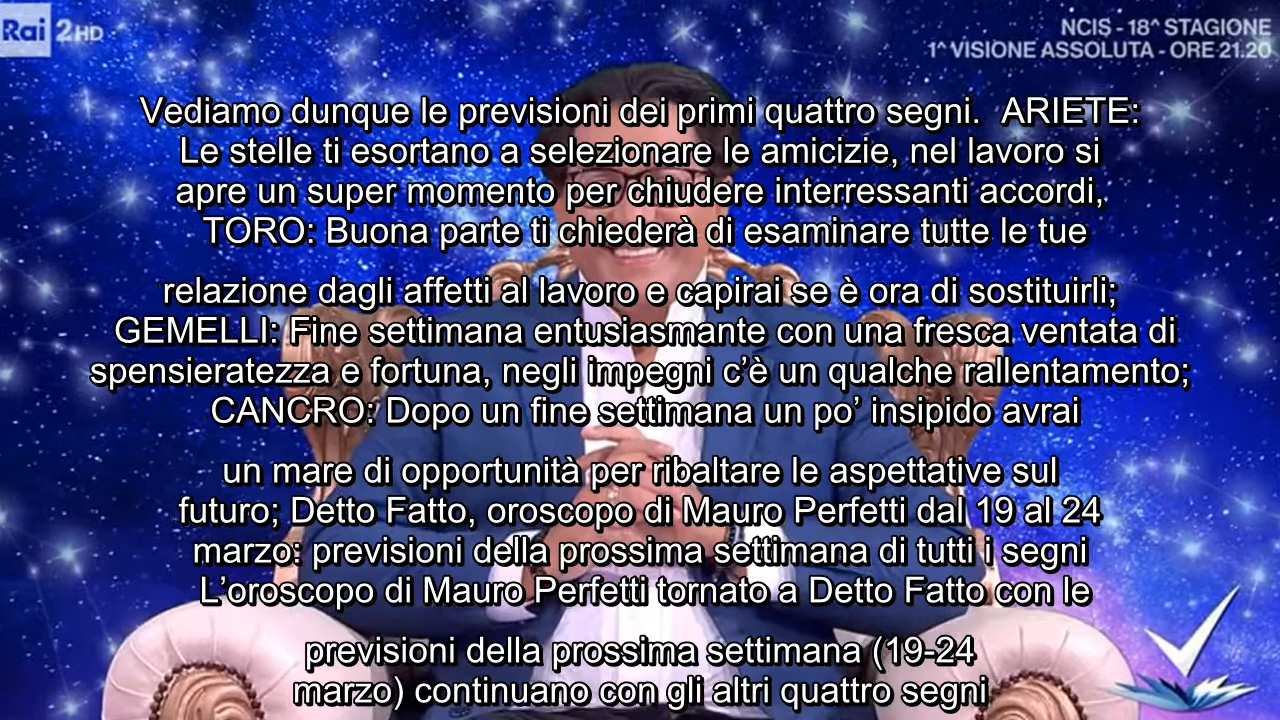 Rai 2HD
NCIS - 18^ STAGIONE
1^ VISIONE ASSOLUTA - ORE 21.20
Vediamo dunque le previsioni dei primi quattro segni.  ARIETE:
Le stelle ti esortano a selezionare le amicizie, nel lavoro si
apre un super momento per chiudere interressanti accordi,
TORO: Buona parte ti chiederà di esaminare tutte le tue
relazione dagli affetti al lavoro e capirai se è ora di sostituirli;
GEMELLI: Fine settimana entusiasmante con una fresca ventata di
spensieratezza e fortuna, negli impegni c’è un qualche rallentamento;
CANCRO: Dopo un fine settimana un po’ insipido avrai
un mare di opportunità per ribaltare le aspettative sul
futuro; Detto Fatto, oroscopo di Mauro Perfetti dal 19 al 24
marzo: previsioni della prossima settimana di tutti i segni
L’oroscopo di Mauro Perfetti tornato a Detto Fatto con le
previsioni della prossima settimana (19-24
marzo) continuano con gli altri quattro segni